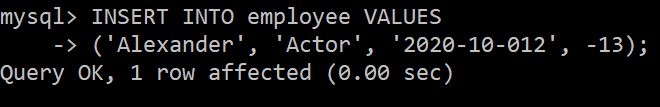 mysql> INSERT INTO employee VALUES
    -> ('Alexander', 'Actor', '2020-10-012', -13);
Query OK, 1 row affected (0.00 sec)